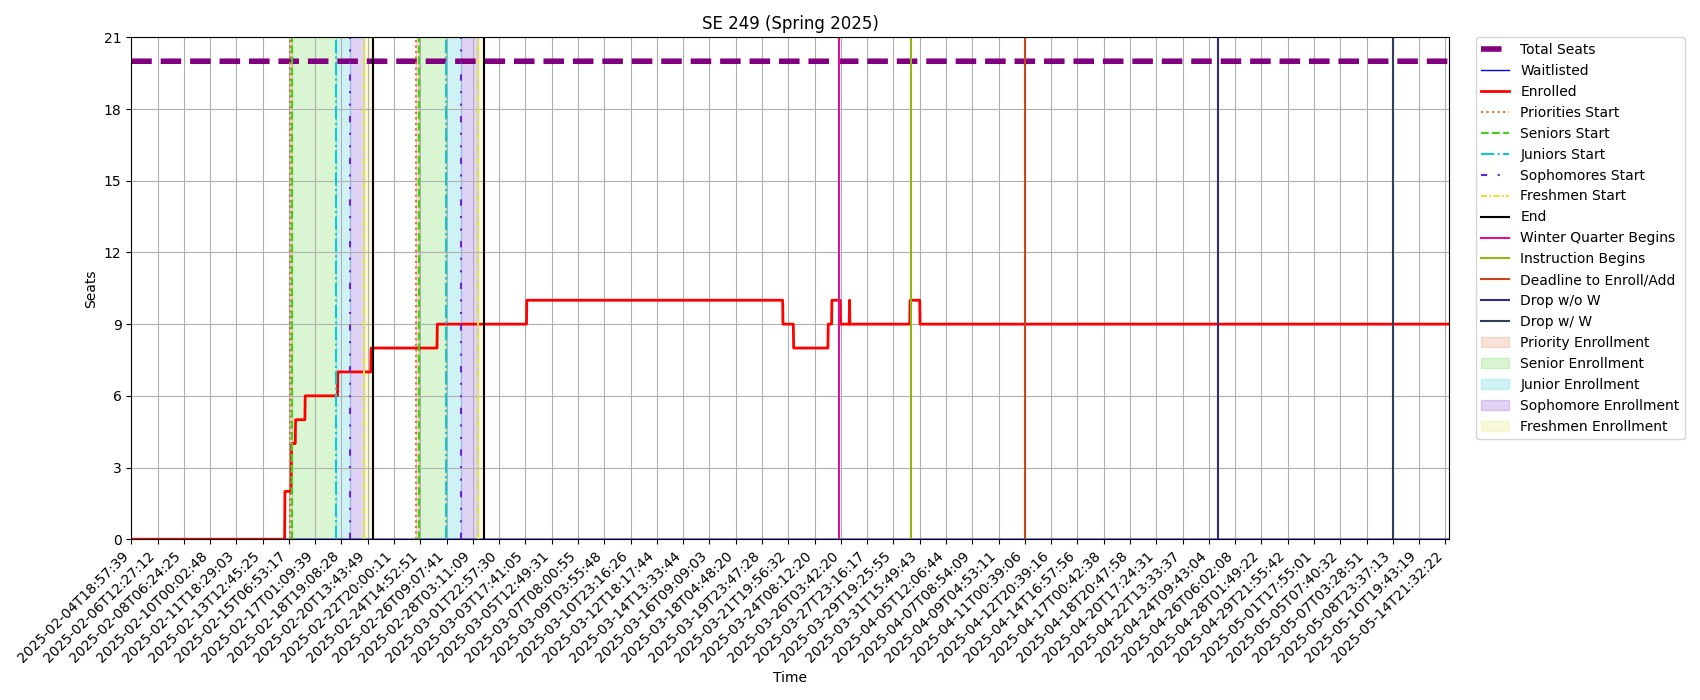 SE 249 (Spring 2025)
21
18
15
12
9
6
3
0
Seats
2025-02-04T18:57:39
2025-02-06T12:27:12
2025-02-08T06:24:25
2025-02-10T00:02:48
2025-02-11T18:29:03
2025-02-13T12:45:25
2025-02-15T06:53:17
2025-02-17T01:09:39
2025-02-18T19:08:28
2025-02-20T13:43:49
2025-02-22T20:00:11
2025-02-24T14:52:51
2025-02-26T09:07:41
2025-02-28T03:11:09
2025-03-01T22:57:30
2025-03-03T17:41:05
2025-03-05T12:49:31
2025-03-07T08:00:55
2025-03-09T03:55:48
2025-03-10T23:16:26
2025-03-12T18:17:44
2025-03-14T13:33:44
2025-03-16T09:09:03
2025-03-18T04:48:20
2025-03-19T23:47:28
2025-03-21T19:56:32
2025-03-24T08:12:20
2025-03-26T03:42:20
2025-03-27T23:16:17
2025-03-29T19:25:55
2025-03-31T15:49:43
2025-04-05T12:06:44
2025-04-07T08:54:09
2025-04-09T04:53:11
2025-04-11T00:39:06
2025-04-12T20:39:16
2025-04-14T16:57:56
2025-04-17T00:42:38
2025-04-18T20:47:58
2025-04-20T17:24:31
2025-04-22T13:33:37
2025-04-24T09:43:04
2025-04-26T06:02:08
2025-04-28T01:49:22
2025-04-29T21:55:42
2025-05-01T17:55:01
2025-05-05T07:40:32
2025-05-07T03:28:51
2025-05-08T23:37:13
2025-05-10T19:43:19
2025-05-14T21:32:22
Time
Total Seats
Waitlisted
Enrolled
Priorities Start
Seniors Start
Juniors Start
Sophomores Start
Freshmen Start
End
Winter Quarter Begins
Instruction Begins
Deadline to Enroll/Add
Drop w/o W
Drop w/ W
Priority Enrollment
Senior Enrollment
Junior Enrollment
Sophomore Enrollment
Freshmen Enrollment